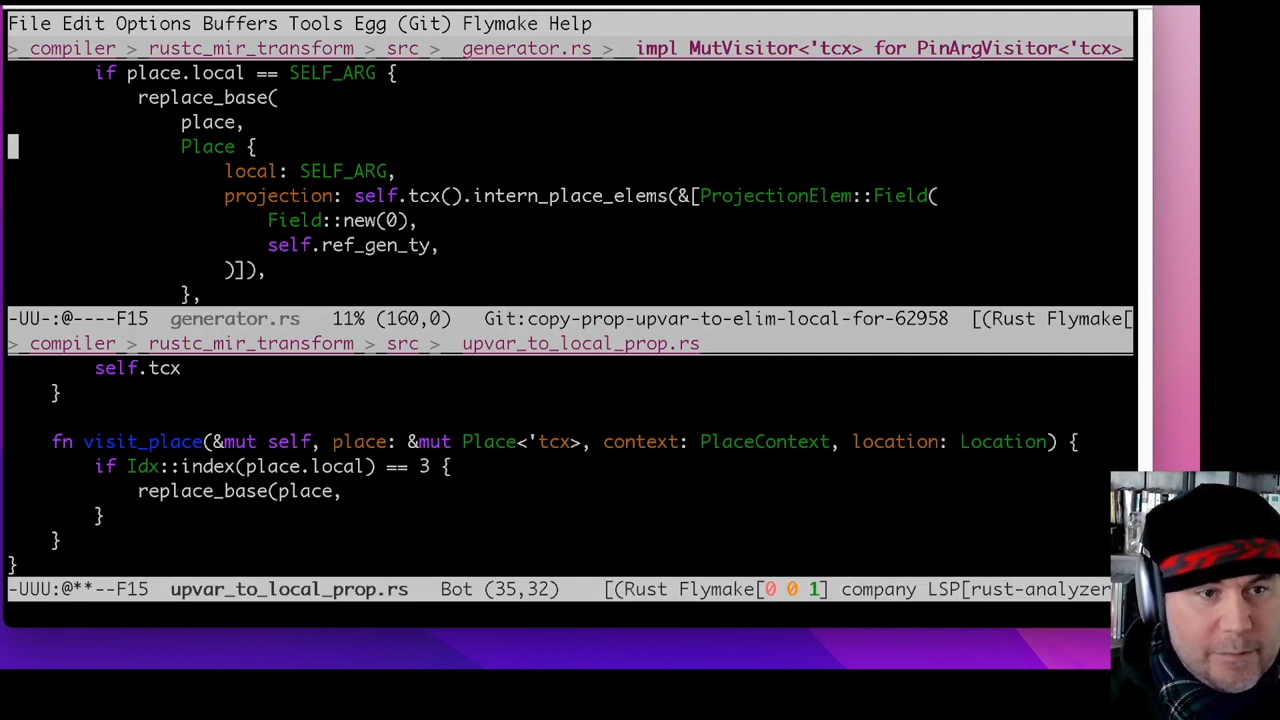 File Edit Options Buffers Tools Egg (Git) Flymake Help
> compiler > rustc_mir_transform > src > generator.rs > impl MutVisitor<'tcx> for PinArgVisitor<'tcx>
if place.local == SELF_ARG {
replace_base(
place,
Place {
local: SELF_ARG,
projection: self.tcx().intern_place_elems(&[ProjectionElem::Field(
Field::new(0),
self.ref_gen_ty,
)]),
},
-UU-:@----F15 generator.rs 11% (160,0) Git:copy-prop-upvar-to-elim-local-for-62958 [(Rust Flymake[
> compiler > rustc_mir_transform > src > upvar_to_local_prop.rs
self.tcx
}
fn visit_place(&mut self, place: &mut Place<'tcx>, context: PlaceContext, location: Location) {
if Idx::index(place.local) == 3 {
replace_base(place,
}
}
}
-UUU:@**--F15 upvar_to_local_prop.rs Bot (35,32) [(Rust Flymake[0 0 1] company LSP[rust-analyzer